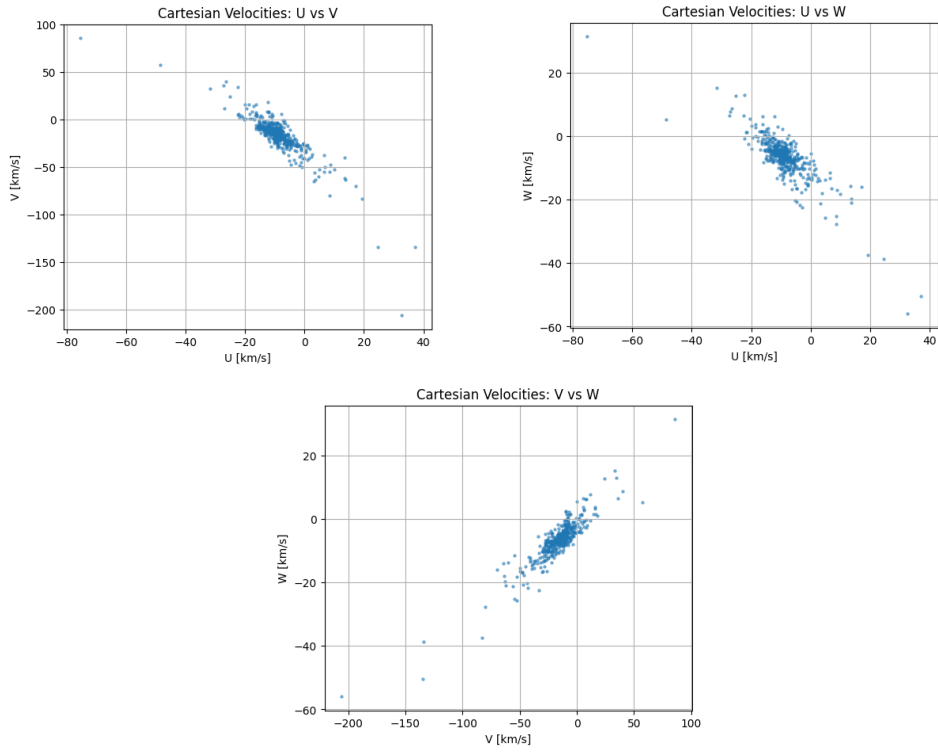 Cartesian Velocities: U vs V
100
50
0
−50
−100
−150
−200
V [km/s]
−80 −60 −40 −20 0 20 40
U [km/s]
Cartesian Velocities: U vs W
20
0
−20
−40
−60
W [km/s]
−80 −60 −40 −20 0 20 40
U [km/s]
Cartesian Velocities: V vs W
20
0
−20
−40
−60
W [km/s]
−200 −150 −100 −50 0 50 100
V [km/s]